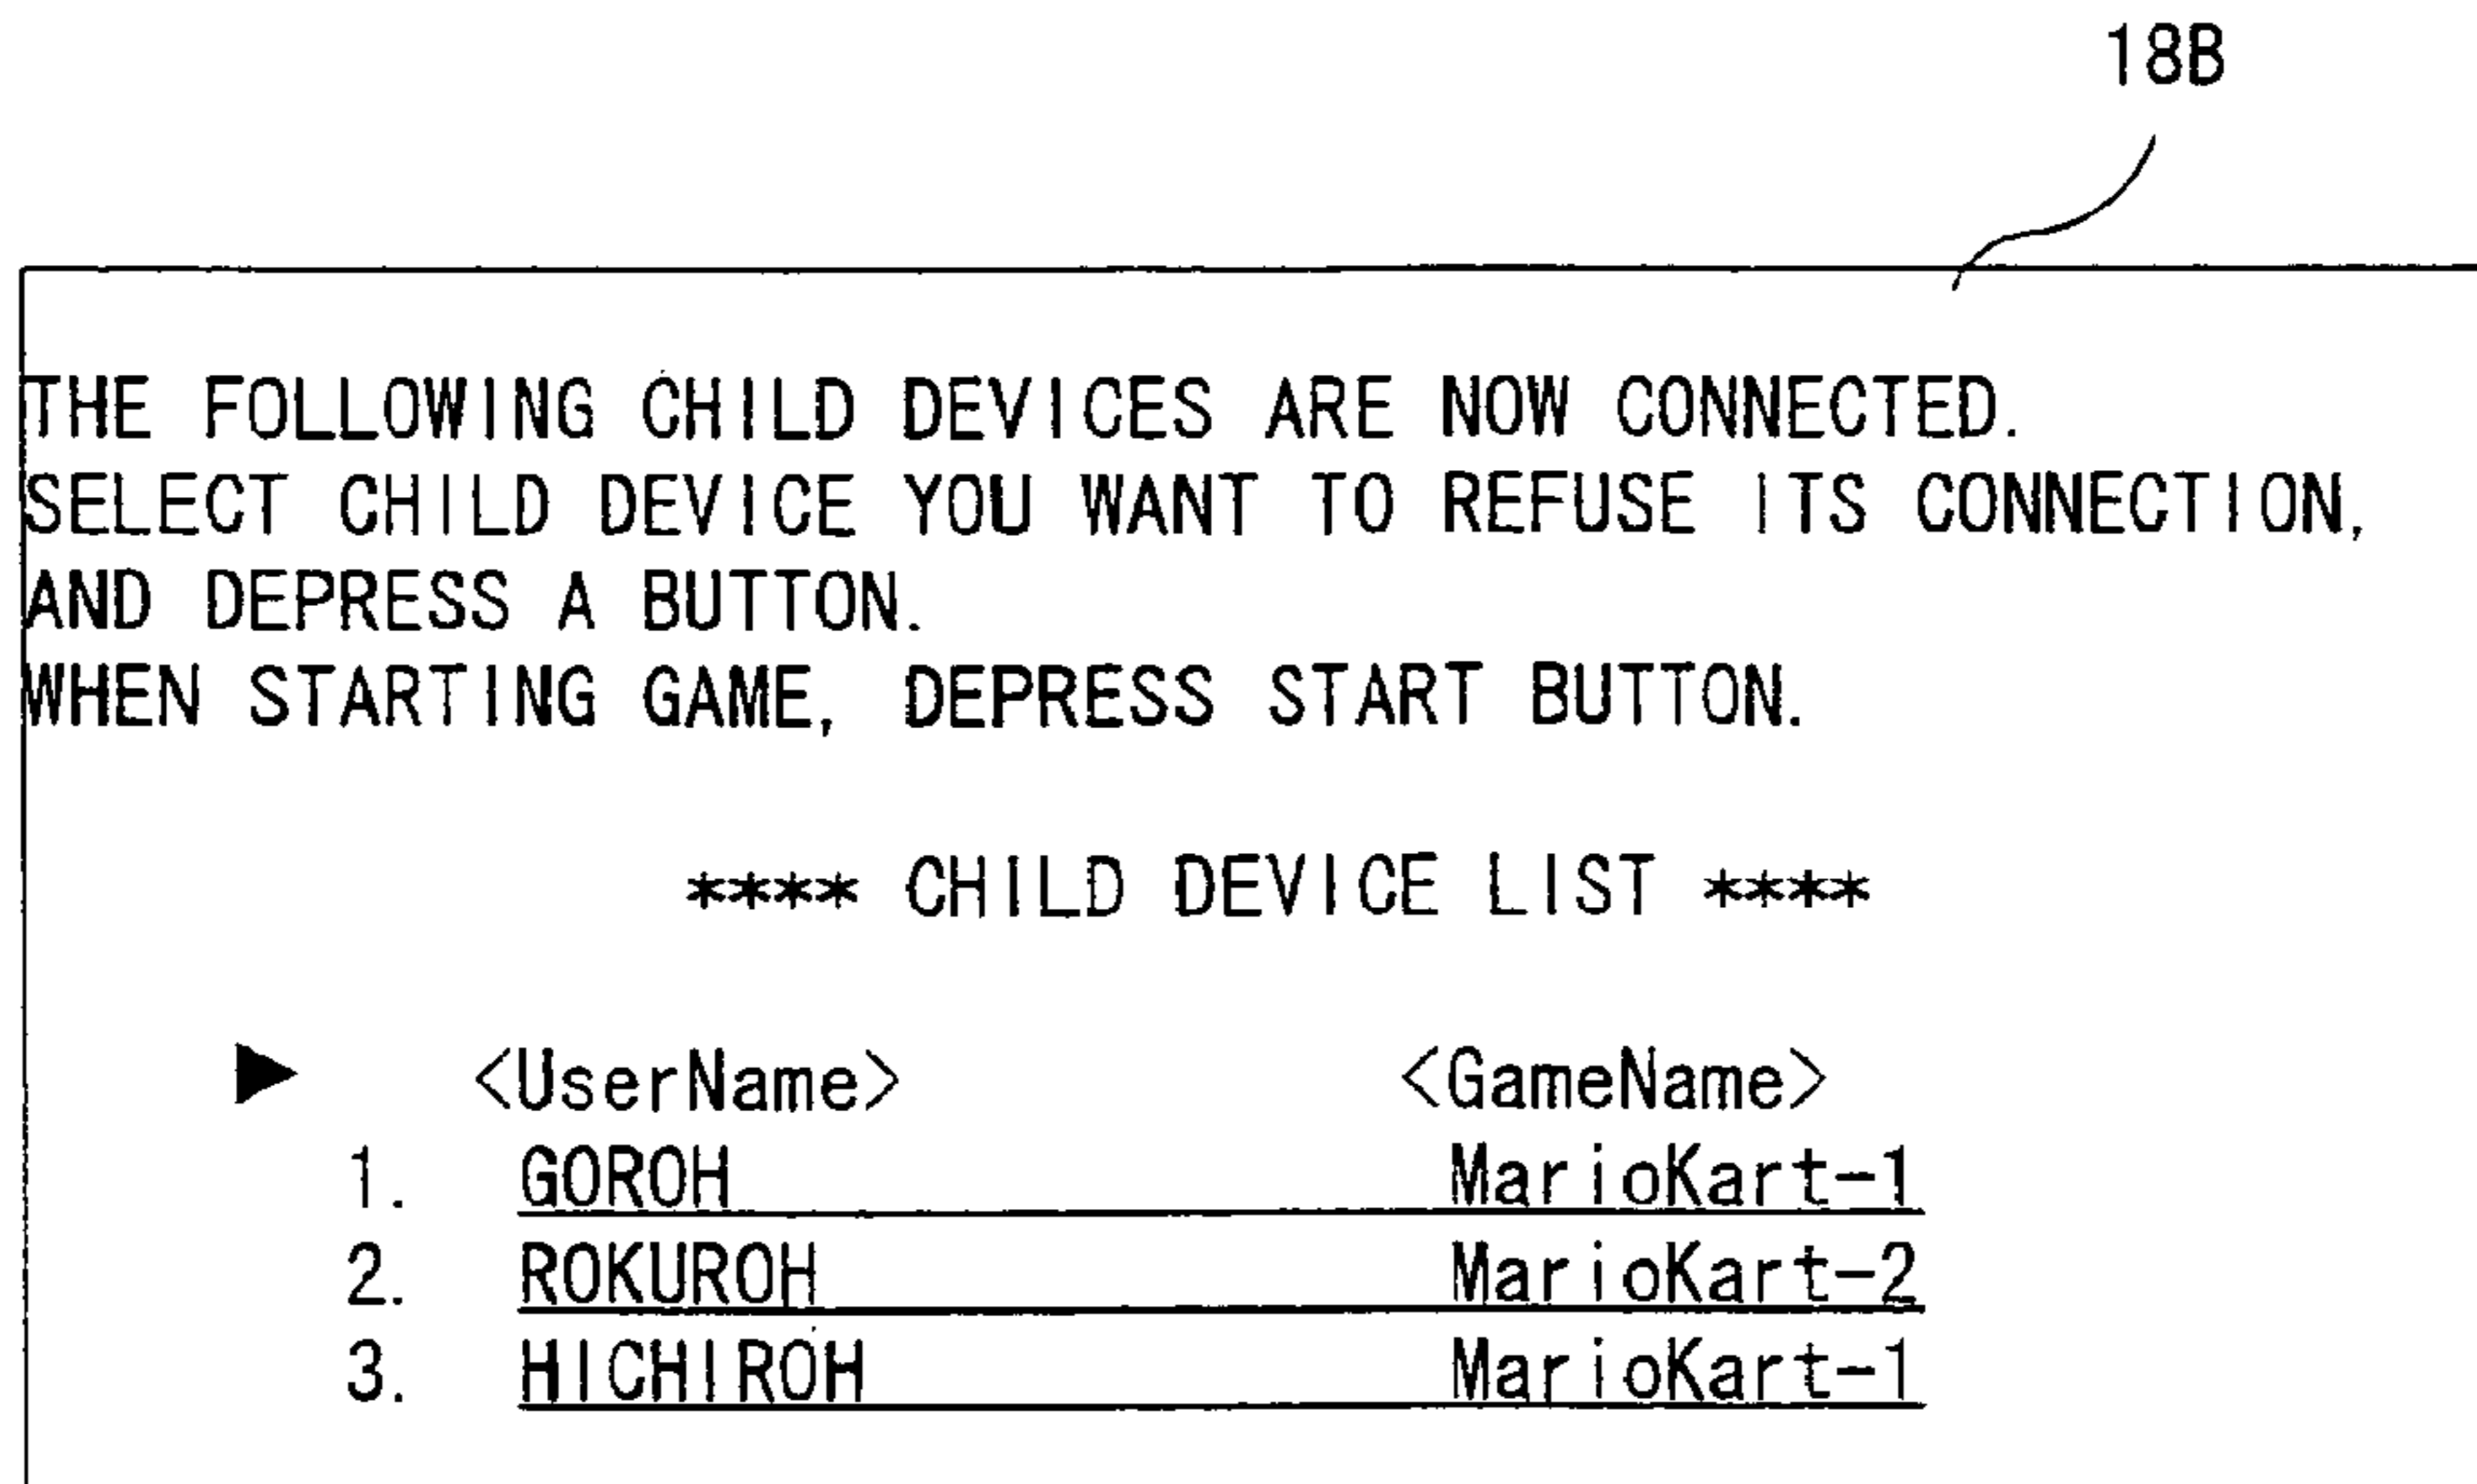 18B
THE FOLLOWING CHILD DEVICES ARE NOW CONNECTED.
SELECT CHILD DEVICE YOU WANT TO REFUSE ITS CONNECTION,
AND DEPRESS A BUTTON.
WHEN STARTING GAME, DEPRESS START BUTTON.
**** CHILD DEVICE LIST ****
▶ <UserName> <GameName>
1. GOROH MarioKart-1
2. ROKUROH MarioKart-2
3. HICHIROH MarioKart-1